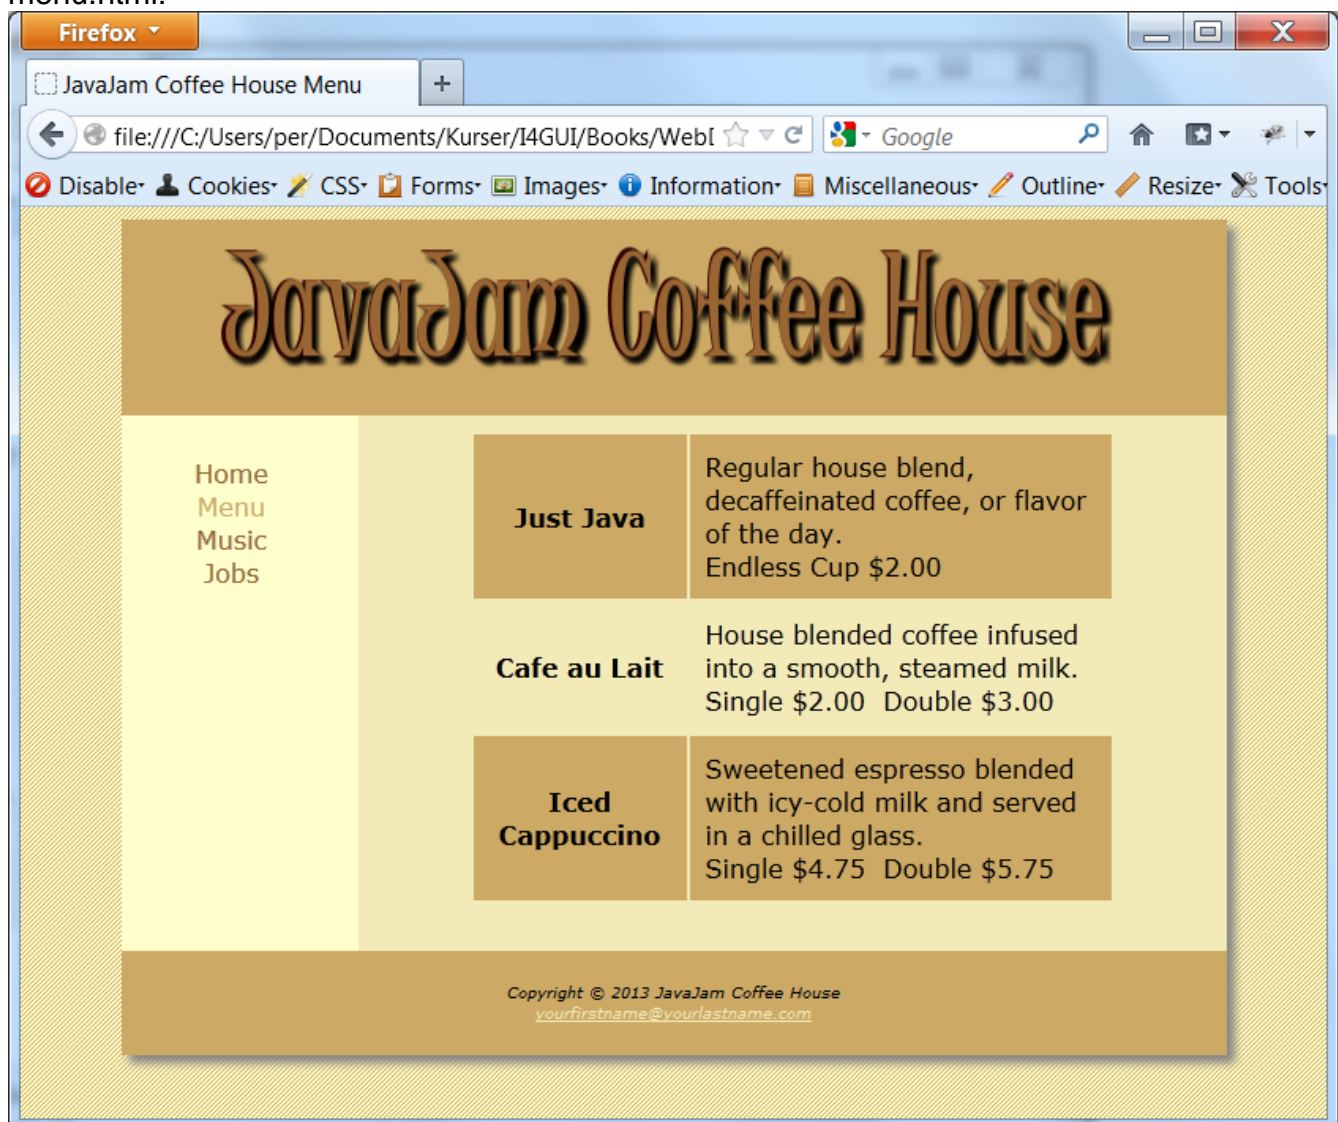 menu.html.
Firefox
JavaJam Coffee House Menu
+
file:///C:/Users/per/Documents/Kurser/I4GUI/Books/WebI
Google
Disable Cookies CSS Forms Images Information Miscellaneous Outline Resize Tools
JavaJam Coffee House
Home
Menu
Music
Jobs
Just Java
Regular house blend,
decaffeinated coffee, or flavor
of the day.
Endless Cup $2.00
Cafe au Lait
House blended coffee infused
into a smooth, steamed milk.
Single $2.00 Double $3.00
Iced
Cappuccino
Sweetened espresso blended
with icy-cold milk and served
in a chilled glass.
Single $4.75 Double $5.75
Copyright © 2013 JavaJam Coffee House
yourfirstname@yourlastname.com